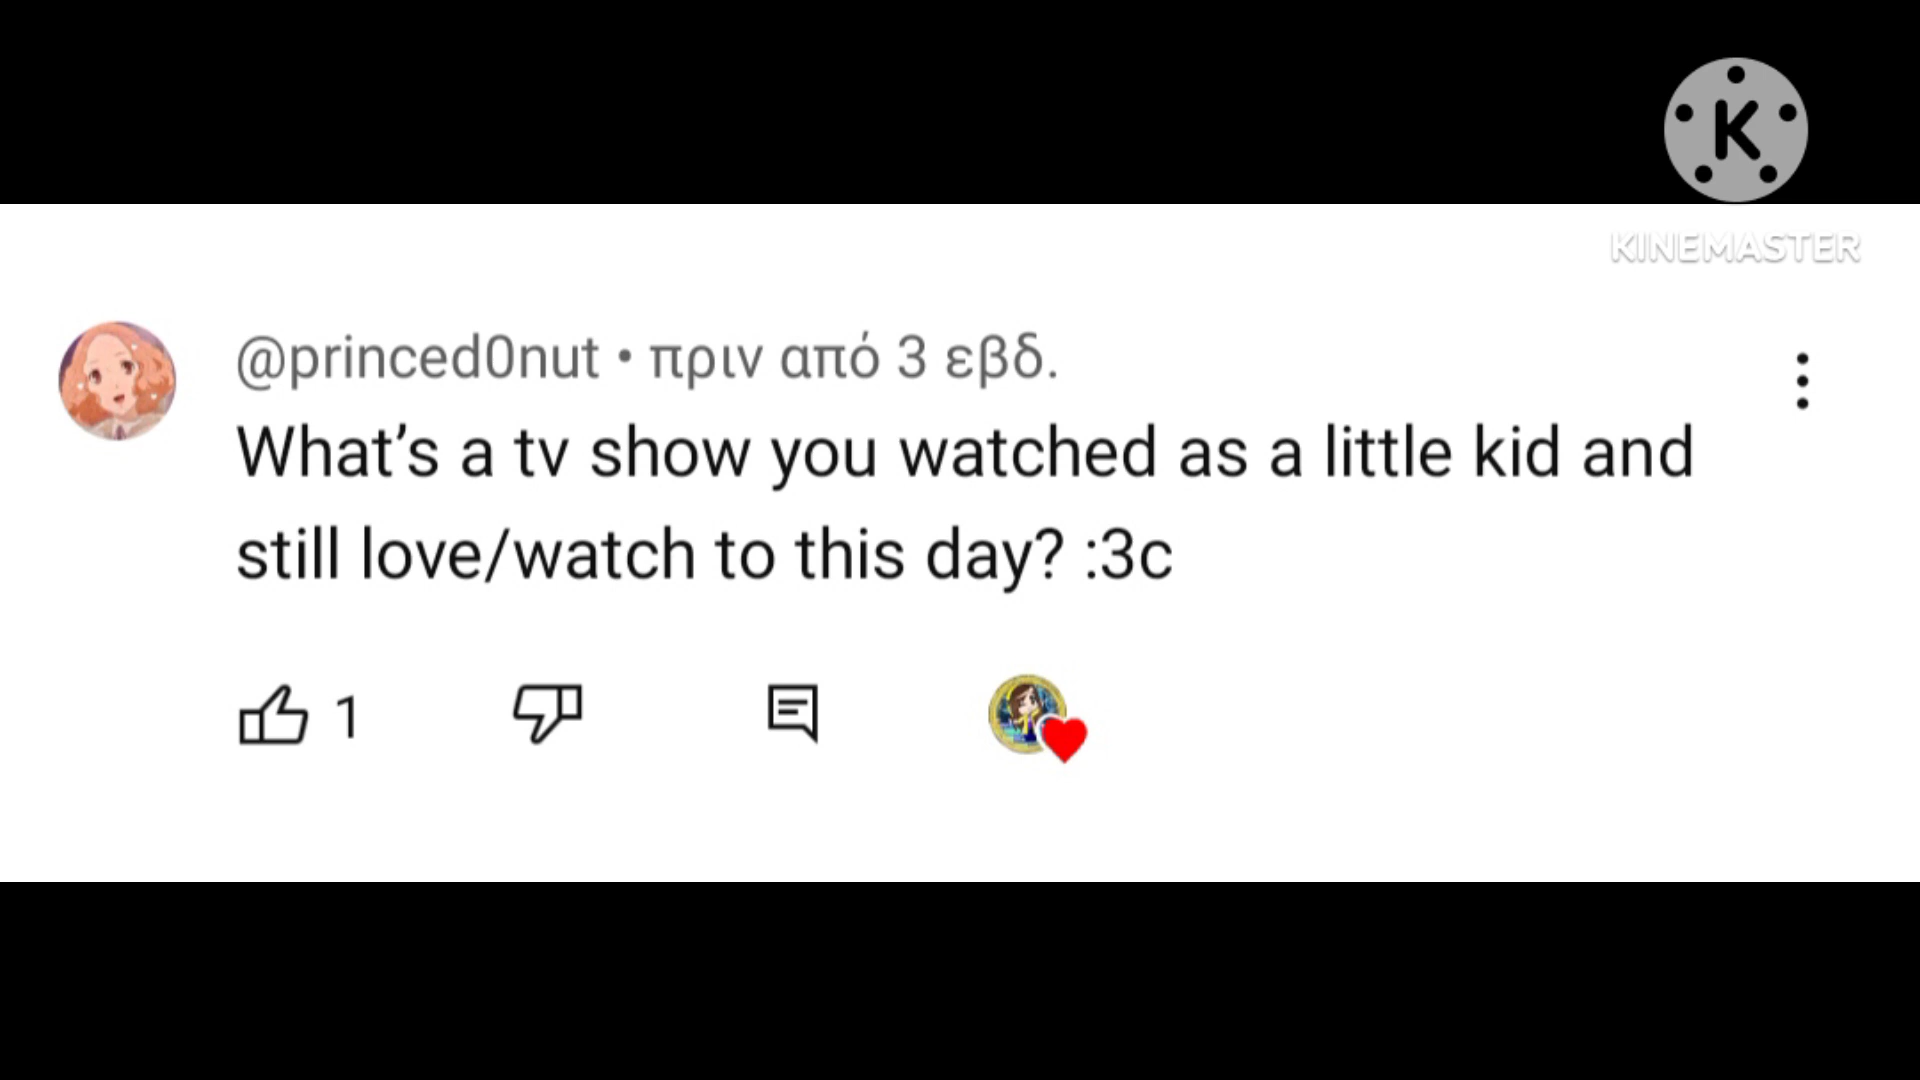 K
KINEMASTER
@princed0nut • πριν από 3 εβδ.
What's a tv show you watched as a little kid and
still love/watch to this day? :3c
1